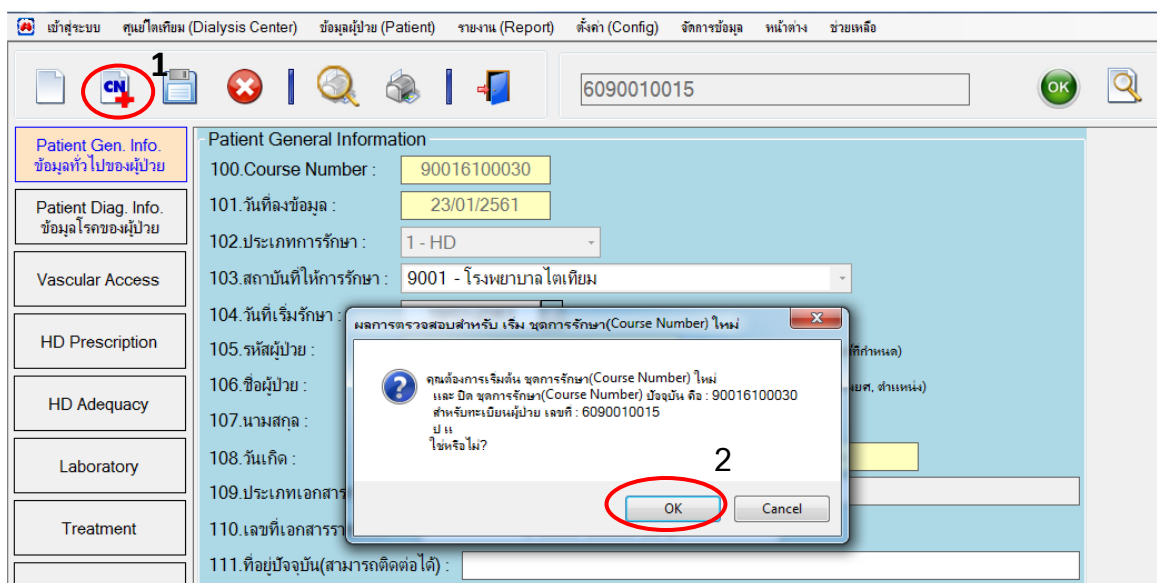 เข้าสู่ระบบ ศูนย์ไตเทียม (Dialysis Center) ข้อมูลผู้ป่วย (Patient) รายงาน (Report) ตั้งค่า (Config) จัดการข้อมูล หน้าต่าง ช่วยเหลือ
1
CN
6090010015
OK
Patient Gen. Info.
ข้อมูลทั่วไปของผู้ป่วย
Patient Diag. Info.
ข้อมูลโรคของผู้ป่วย
Vascular Access
HD Prescription
HD Adequacy
Laboratory
Treatment
Patient General Information
100.Course Number : 90016100030
101.วันที่ลงข้อมูล : 23/01/2561
102.ประเภทการรักษา : 1 - HD
103.สถาบันที่ให้การรักษา : 9001 - โรงพยาบาลไตเทียม
104.วันที่เริ่มรักษา :
105.รหัสผู้ป่วย : ที่กำหนด)
106.ชื่อผู้ป่วย : ยศ, ตำแหน่ง)
107.นามสกุล :
108.วันเกิด :
109.ประเภทเอกสาร
110.เลขที่เอกสารรา
111.ที่อยู่ปัจจุบัน(สามารถติดต่อได้) :
ผลการตรวจสอบสำหรับ เริ่ม ชุดการรักษา(Course Number) ใหม่
คุณต้องการเริ่มต้น ชุดการรักษา(Course Number) ใหม่
และ ปิด ชุดการรักษา(Course Number) ปัจจุบัน คือ : 90016100030
สำหรับทะเบียนผู้ป่วย เลขที่ : 6090010015
ป แ
ใช่หรือไม่?
2
OK Cancel